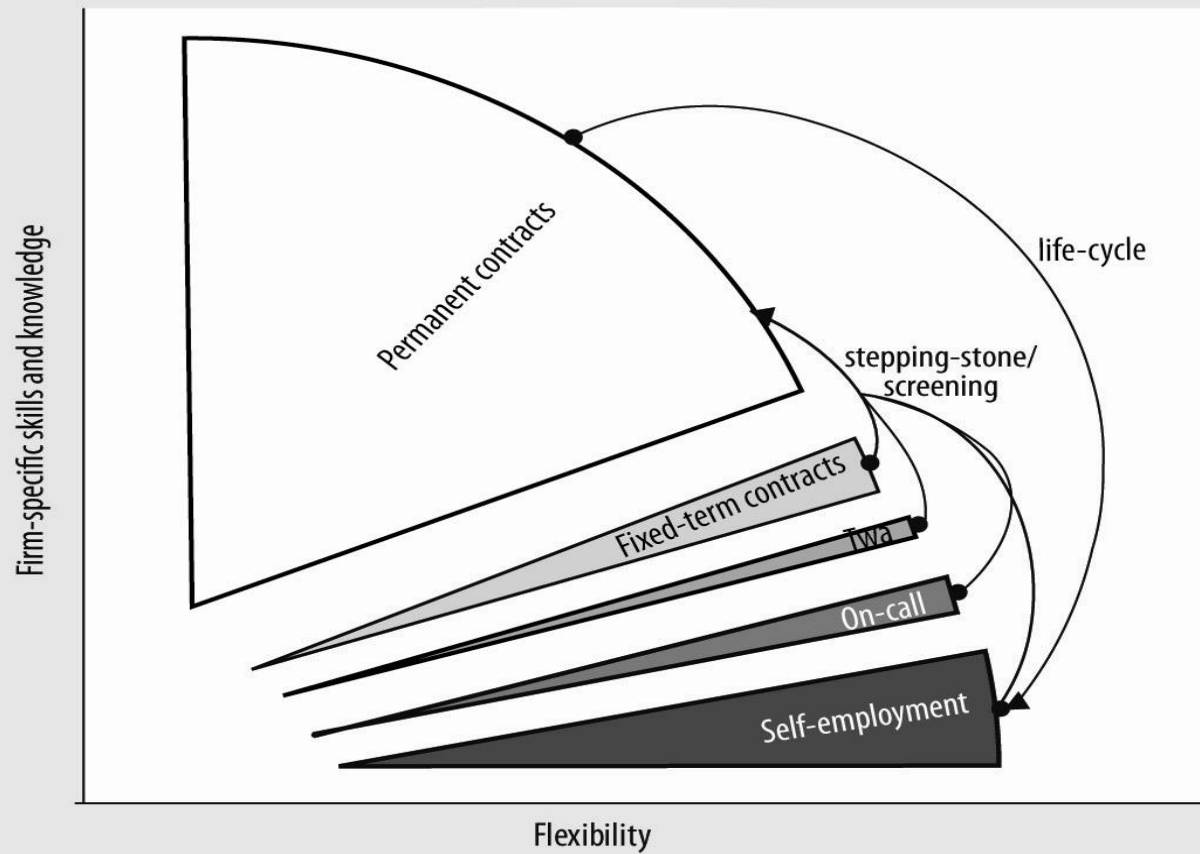 Firm-specific skills and knowledge
Permanent contracts
life-cycle
stepping-stone/
screening
Fixed-term contracts
Twa
On-call
Self-employment
Flexibility